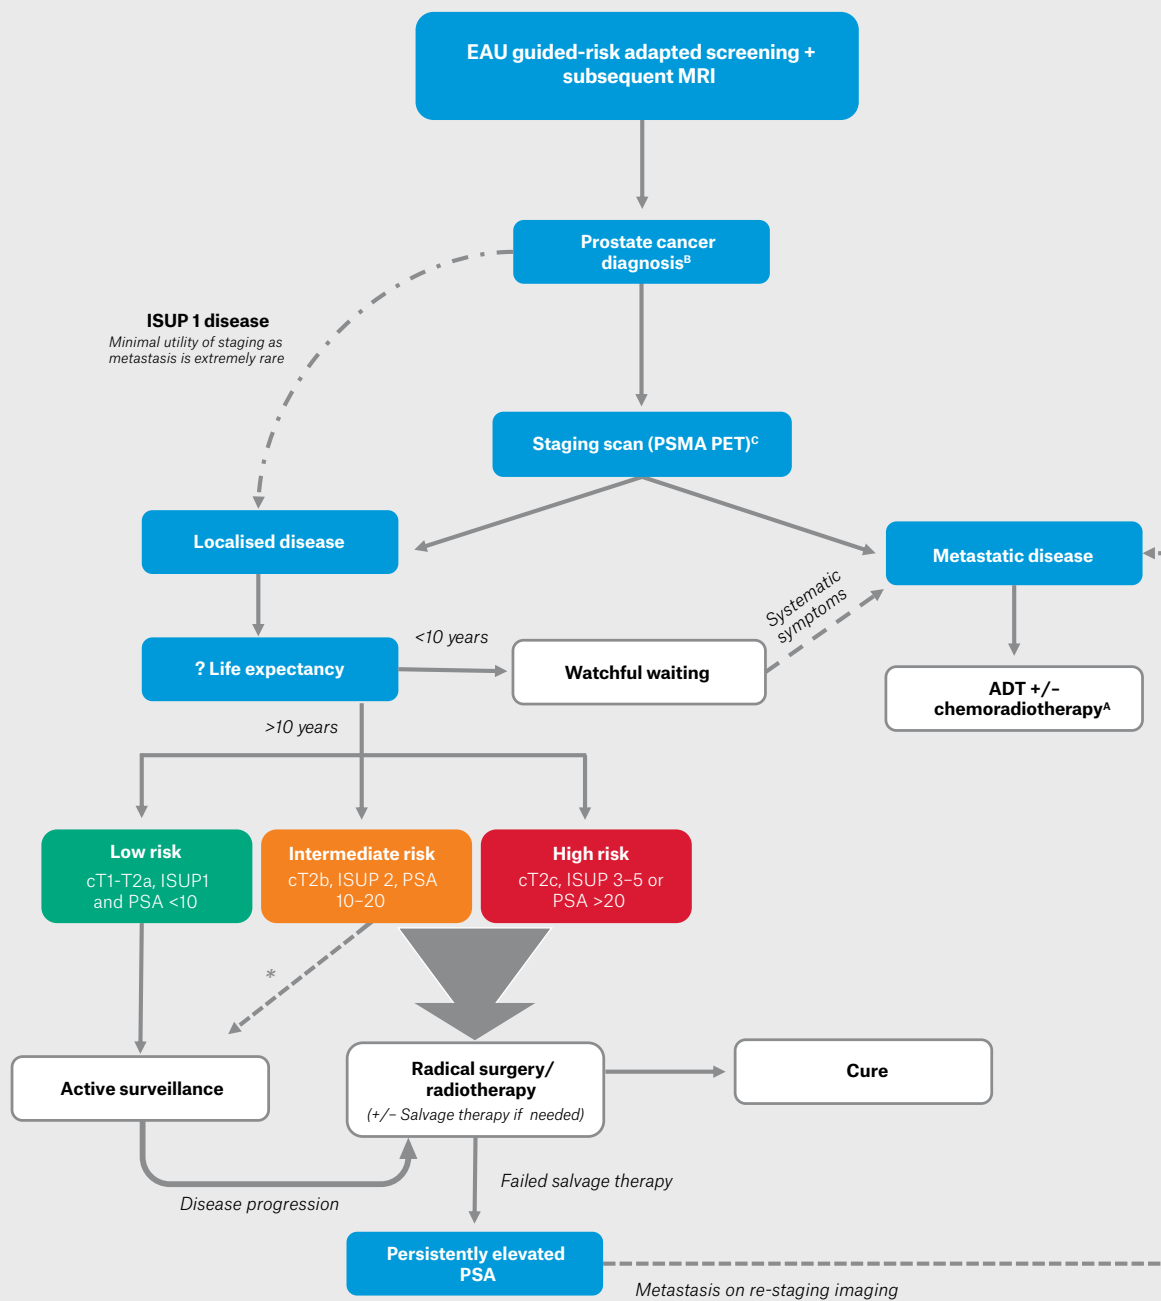 EAU guided-risk adapted screening +
subsequent MRI
Prostate cancer
diagnosisᴮ
ISUP 1 disease
Minimal utility of staging as
metastasis is extremely rare
Staging scan (PSMA PET)ᶜ
Localised disease
Metastatic disease
Systematic
symptoms
<10 years
? Life expectancy
Watchful waiting
ADT +/–
chemoradiotherapyᴬ
>10 years
Low risk
cT1-T2a, ISUP1
and PSA <10
Intermediate risk
cT2b, ISUP 2, PSA
10–20
High risk
cT2c, ISUP 3–5 or
PSA >20
*
Active surveillance
Radical surgery/
radiotherapy
(+/– Salvage therapy if needed)
Cure
Disease progression
Failed salvage therapy
Persistently elevated
PSA
Metastasis on re-staging imaging